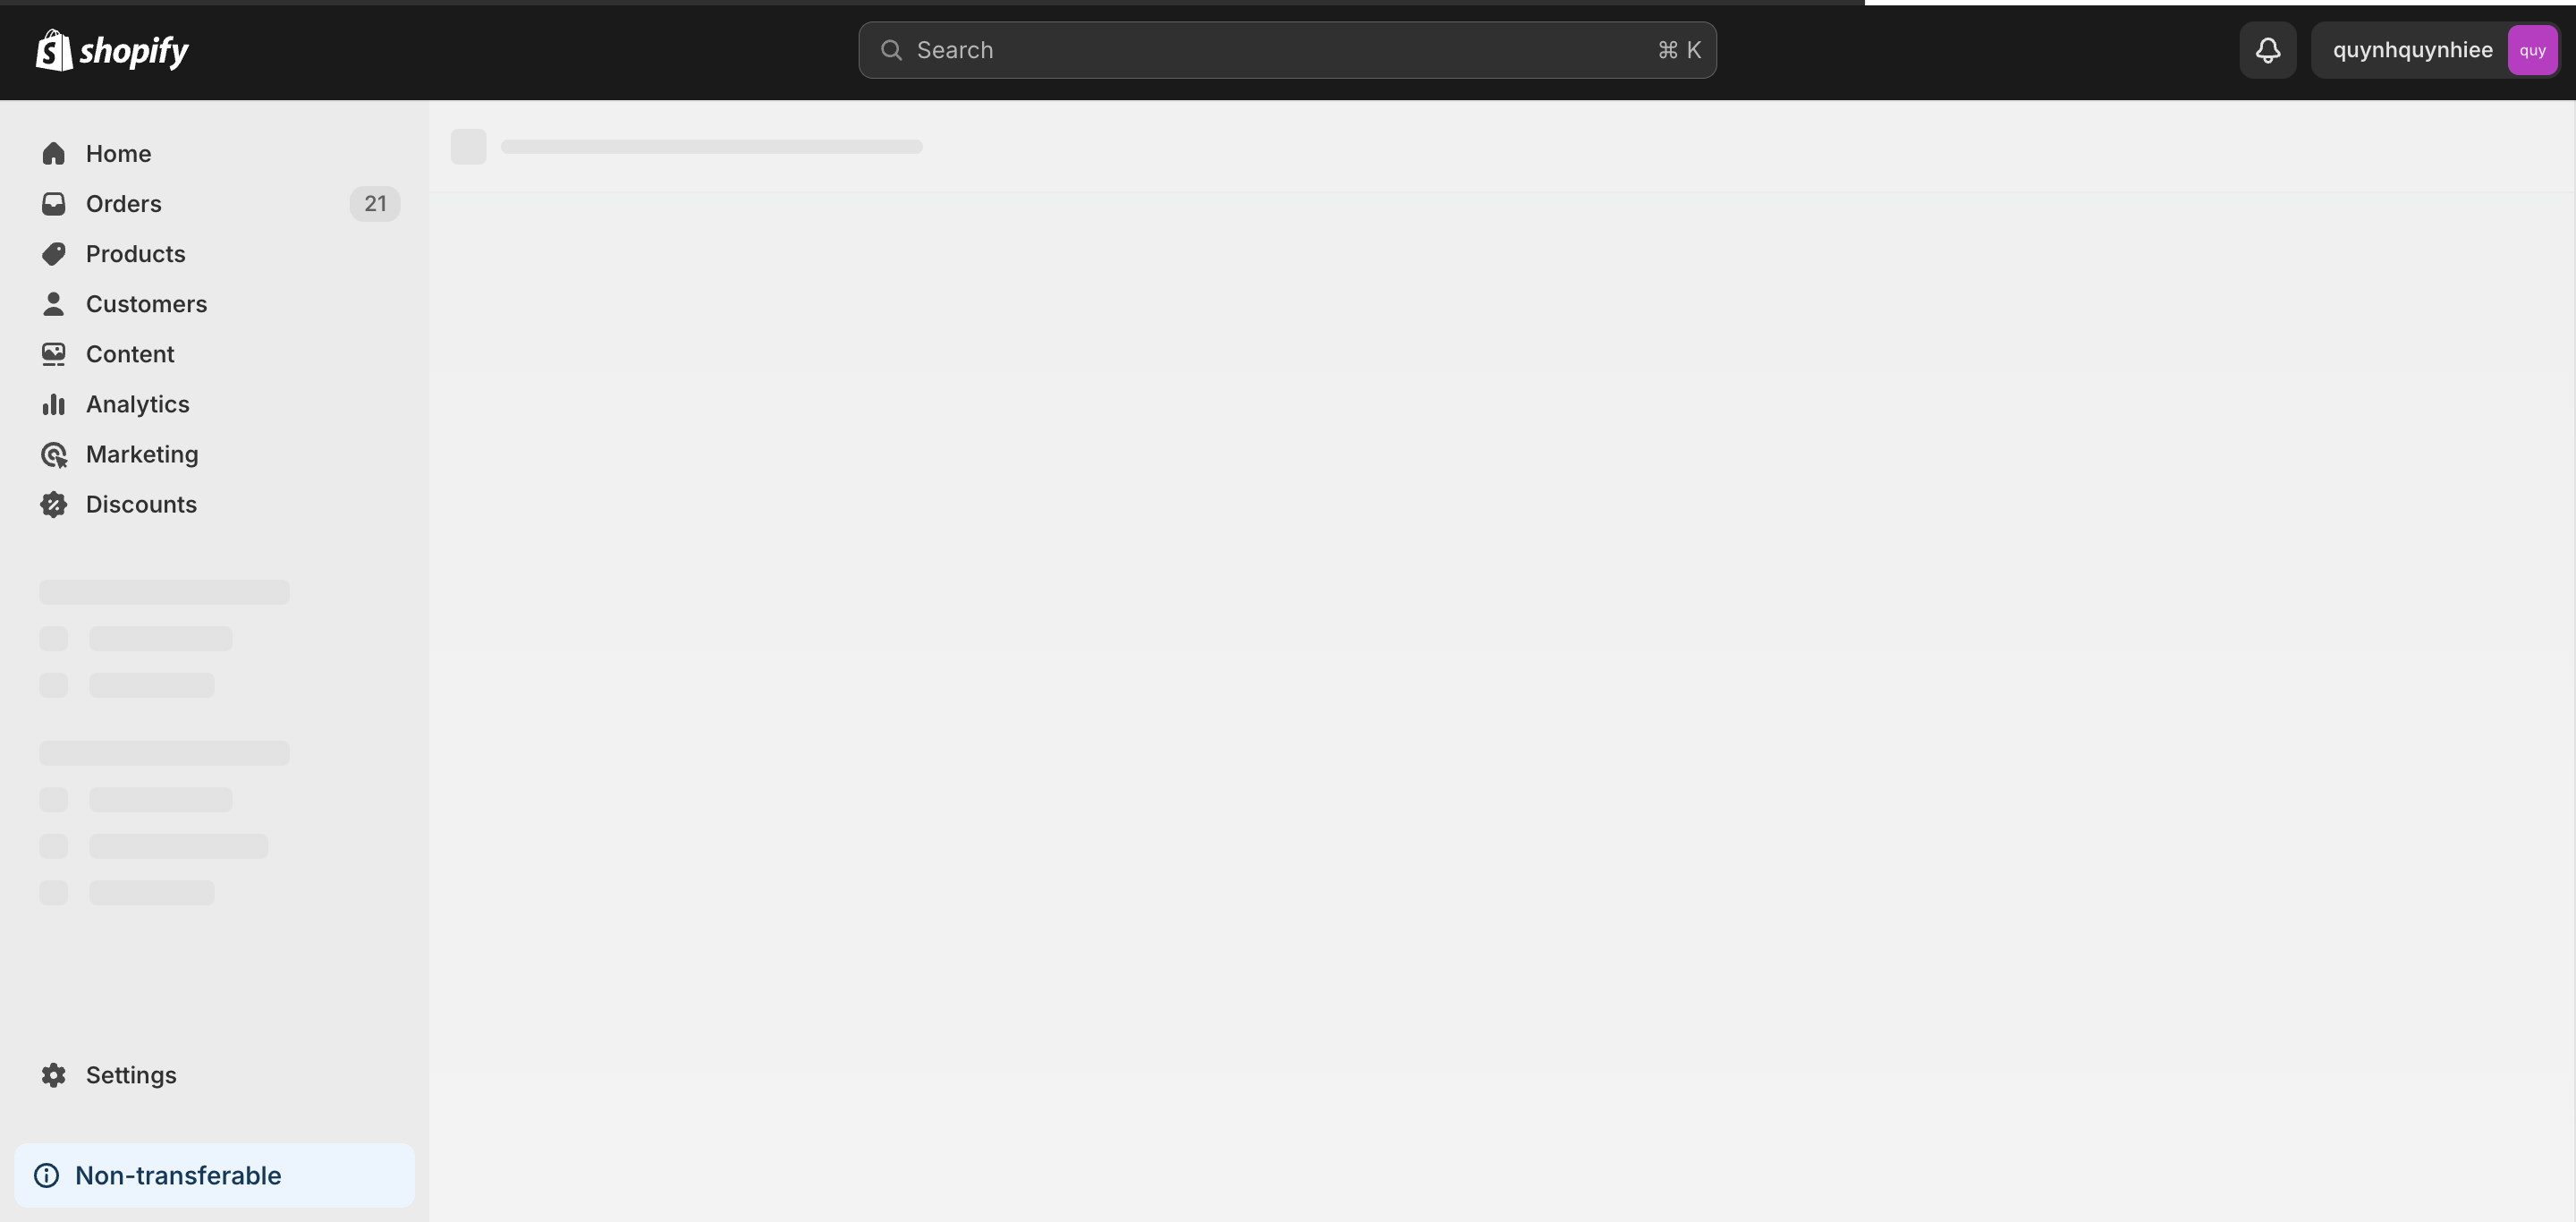 shopify
Search ⌘ K
quynhquynhiee quy
Home
Orders 21
Products
Customers
Content
Analytics
Marketing
Discounts
Settings
Non-transferable